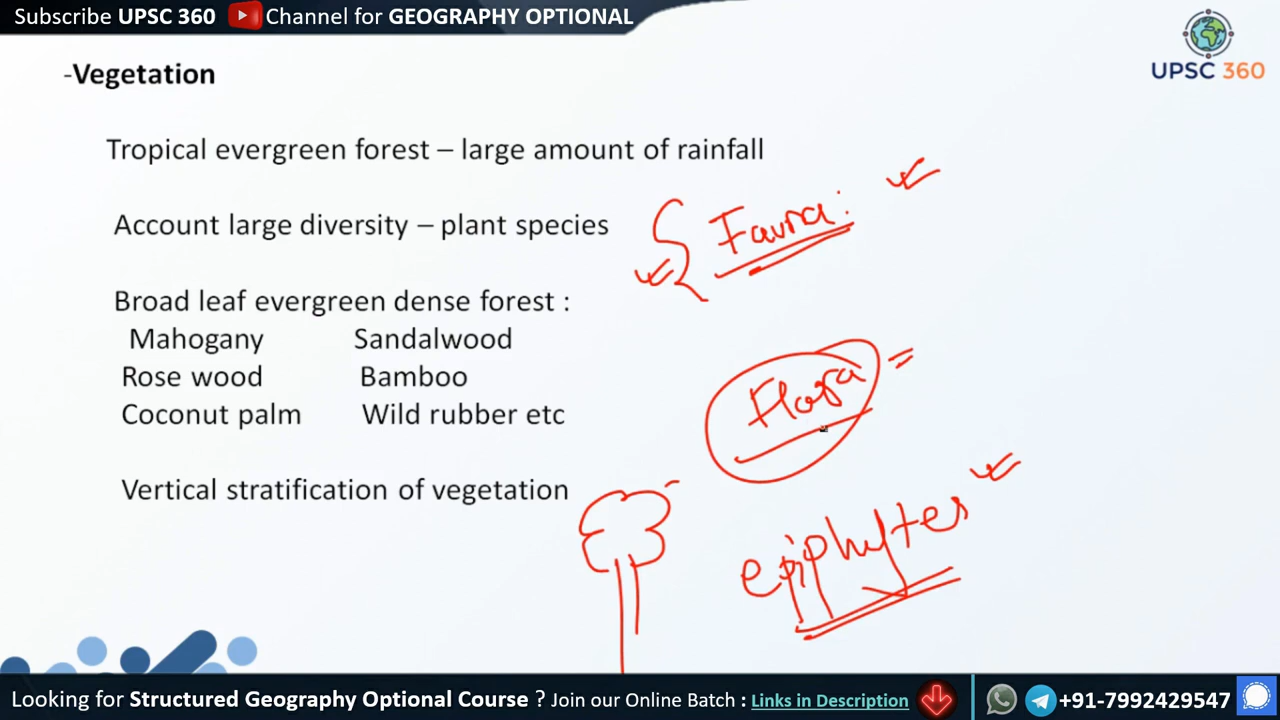 Subscribe UPSC 360 Channel for GEOGRAPHY OPTIONAL
UPSC 360
-Vegetation
Tropical evergreen forest – large amount of rainfall
Account large diversity – plant species
Fauna:
Broad leaf evergreen dense forest :
Mahogany Sandalwood
Rose wood Bamboo
Coconut palm Wild rubber etc
Flora
Vertical stratification of vegetation
epiphytes
Looking for Structured Geography Optional Course ? Join our Online Batch : Links in Description
+91-7992429547